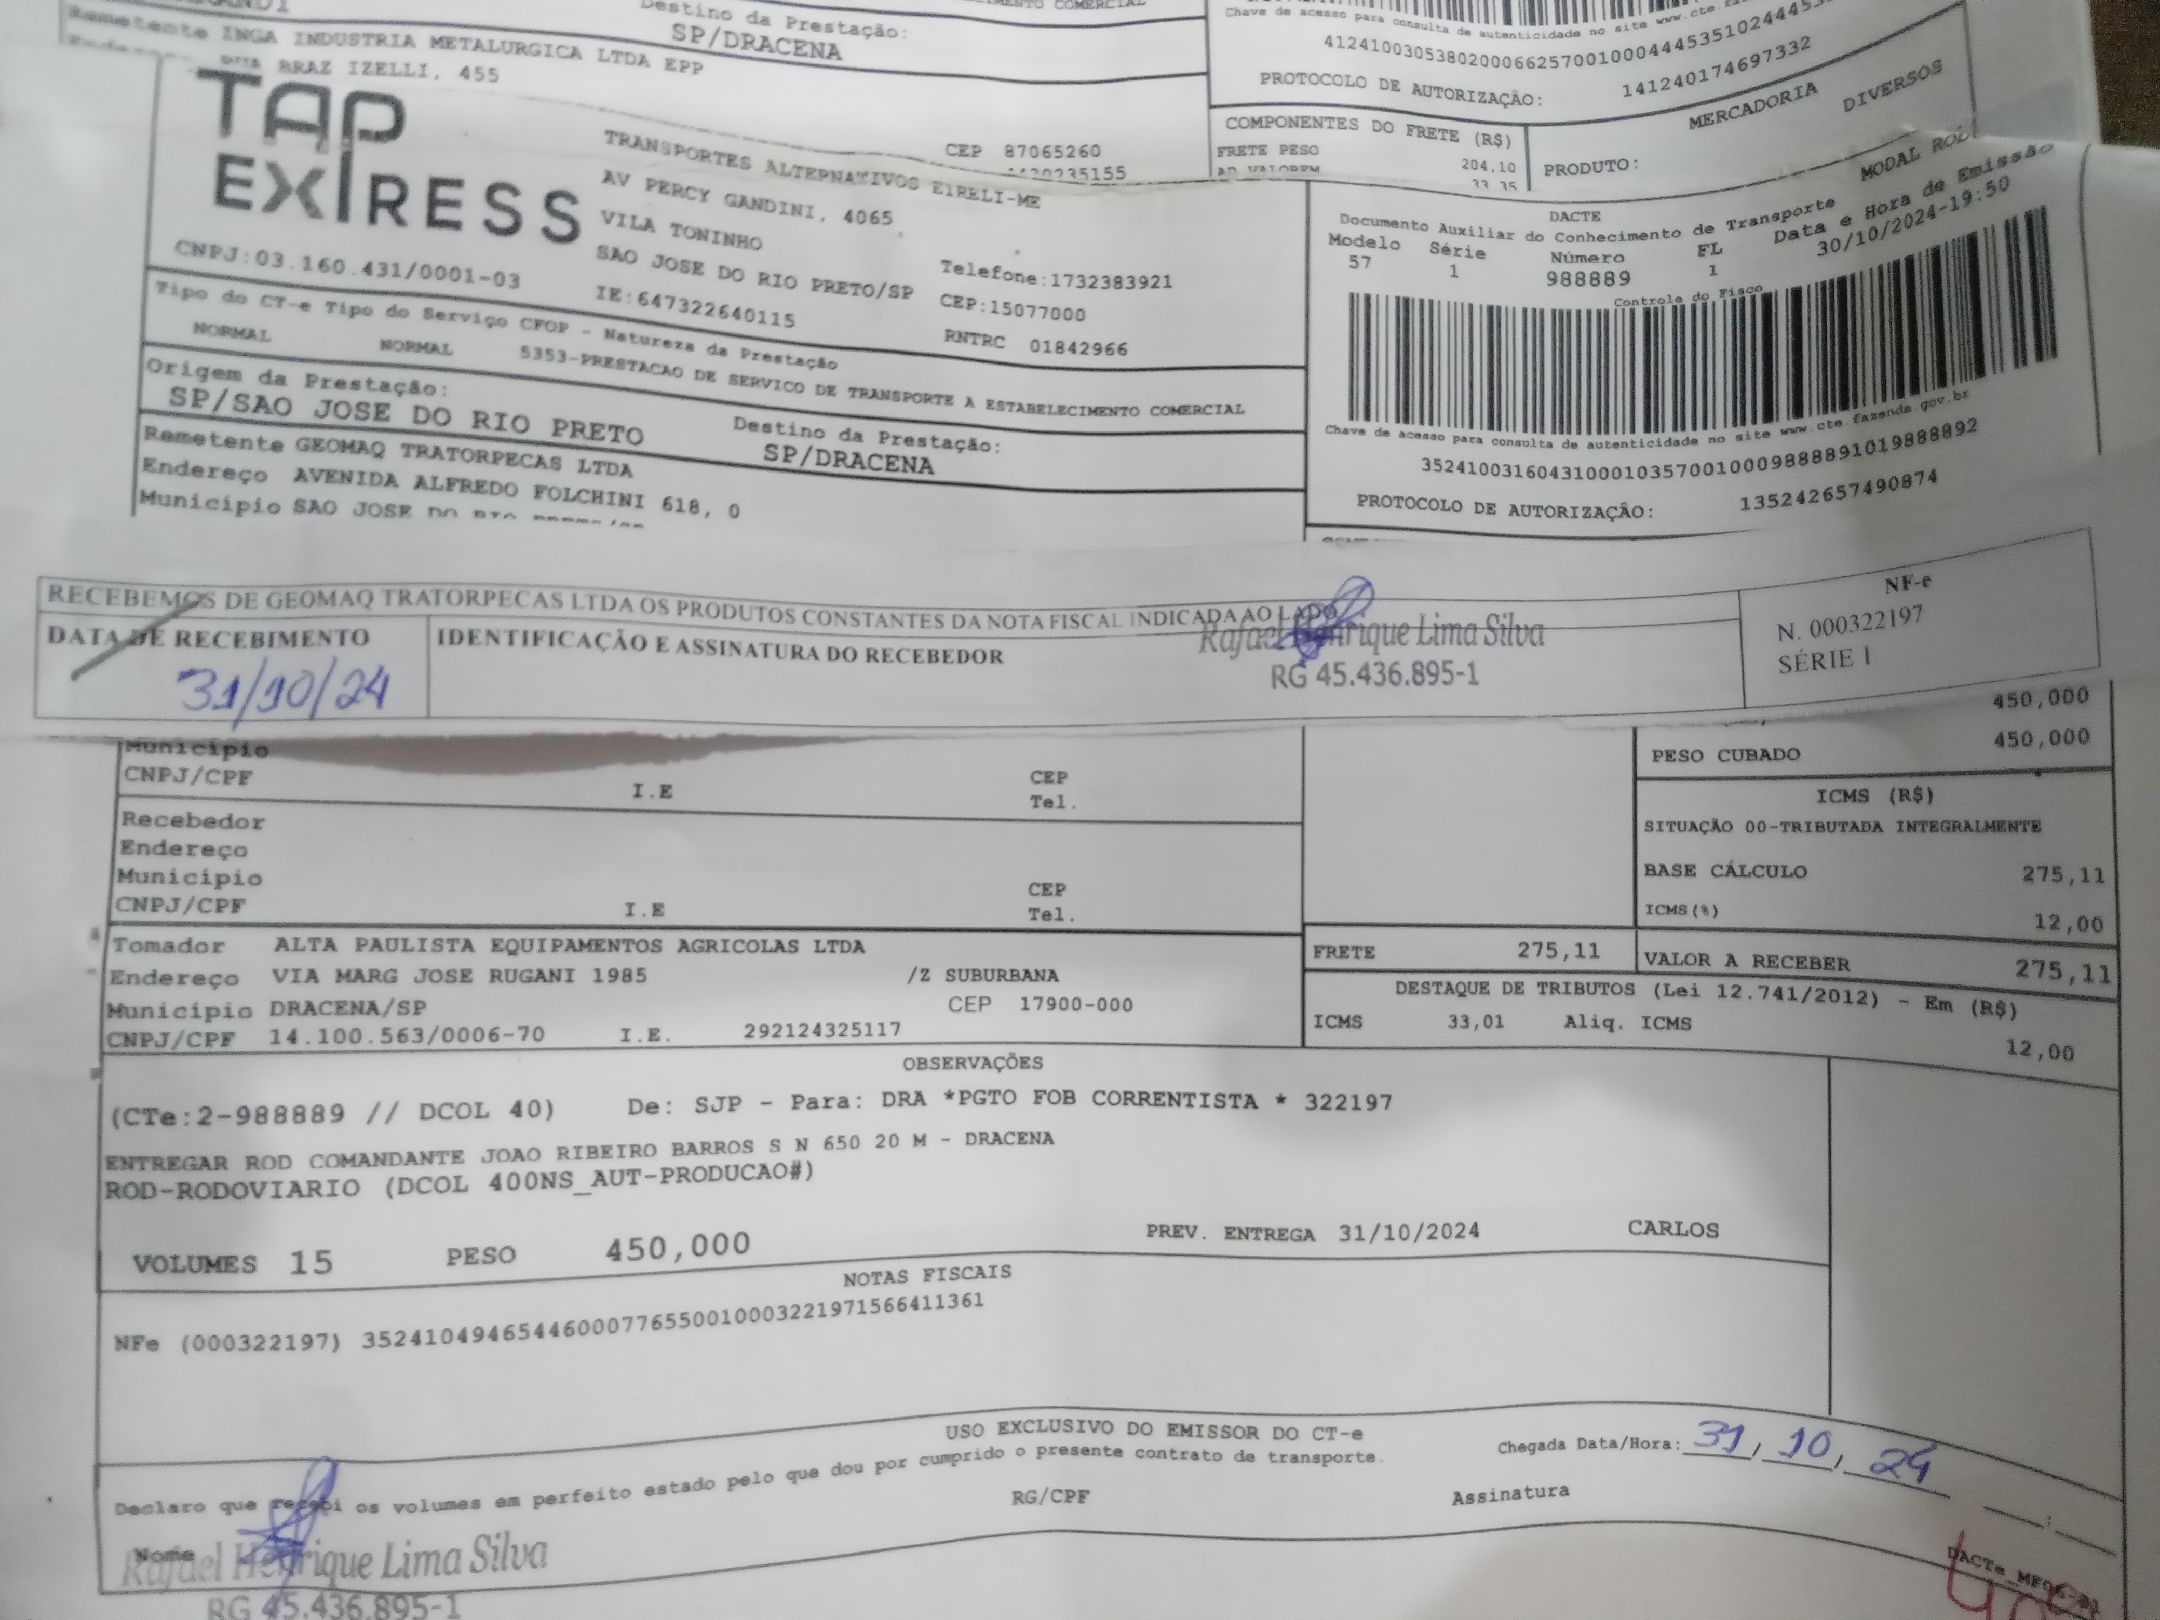 Destino da Prestação:
SP/DRACENA
Remetente INGA INDUSTRIA METALURGICA LTDA EPP
BRAZ IZELLI, 455
CEP 87065260
Chave de acesso para consulta de autenticidade no site www.cte.
PROTOCOLO DE AUTORIZAÇÃO: 141240174697332
COMPONENTES DO FRETE (R$)
FRETE PESO 204,10
AD VALOREM 33,35
MERCADORIA
PRODUTO: DIVERSOS
TAP
EXPRESS
CNPJ:03.160.431/0001-03
TRANSPORTES ALTERNATIVOS EIRELI-ME
AV PERCY GANDINI, 4065
VILA TONINHO
SAO JOSE DO RIO PRETO/SP
IE:647322640115
Telefone:1732383921
CEP:15077000
RNTRC 01842966
DACTE
Documento Auxiliar do Conhecimento de Transporte
MODAL
Modelo Série Número FL Data e Hora de Emissão
57 1 988889 1 30/10/2024-19:50
Controle do Fisco
Chave de acesso para consulta de autenticidade no site www.cte fazenda.gov.br
PROTOCOLO DE AUTORIZAÇÃO: 135242657490874
Tipo do CT-e Tipo do Serviço CFOP - Natureza da Prestação
NORMAL NORMAL 5353-PRESTACAO DE SERVICO DE TRANSPORTE A ESTABELECIMENTO COMERCIAL
Origem da Prestação:
SP/SAO JOSE DO RIO PRETO
Destino da Prestação:
SP/DRACENA
Remetente GEOMAQ TRATORPECAS LTDA
Endereço AVENIDA ALFREDO FOLCHINI 618, 0
Município SAO JOSE DO RIO
RECEBEMOS DE GEOMAQ TRATORPECAS LTDA OS PRODUTOS CONSTANTES DA NOTA FISCAL INDICADA AO LADO
DATA DE RECEBIMENTO
31/10/24
IDENTIFICAÇÃO E ASSINATURA DO RECEBEDOR
Rafael Henrique Lima Silva
RG 45.436.895-1
NF-e
N. 000322197
SÉRIE 1
450,000
PESO CUBADO 450,000
Município
CNPJ/CPF I.E CEP
Tel.
Recebedor
Endereço
Município
CNPJ/CPF I.E CEP
Tel.
ICMS (R$)
SITUAÇÃO 00-TRIBUTADA INTEGRALMENTE
BASE CÁLCULO 275,11
ICMS(%) 12,00
FRETE 275,11
VALOR A RECEBER 275,11
DESTAQUE DE TRIBUTOS (Lei 12.741/2012) - Em (R$)
ICMS 33,01 Aliq. ICMS 12,00
Tomador ALTA PAULISTA EQUIPAMENTOS AGRICOLAS LTDA
Endereço VIA MARG JOSE RUGANI 1985 /Z SUBURBANA
Município DRACENA/SP CEP 17900-000
CNPJ/CPF 14.100.563/0006-70 I.E. 292124325117
OBSERVAÇÕES
(CTe:2-988889 // DCOL 40) De: SJP - Para: DRA *PGTO FOB CORRENTISTA * 322197
ENTREGAR ROD COMANDANTE JOAO RIBEIRO BARROS S N 650 20 M - DRACENA
ROD-RODOVIARIO (DCOL 400NS_AUT-PRODUCAO#)
VOLUMES 15 PESO 450,000 PREV. ENTREGA 31/10/2024 CARLOS
NOTAS FISCAIS
NFe (000322197) 35241049465446000776550010003221971566411361
USO EXCLUSIVO DO EMISSOR DO CT-e
Declaro que recebi os volumes em perfeito estado pelo que dou por cumprido o presente contrato de transporte.
Chegada Data/Hora: 31, 10, 24
Nome RG/CPF Assinatura
Rafael Henrique Lima Silva
RG 45.436.895-1